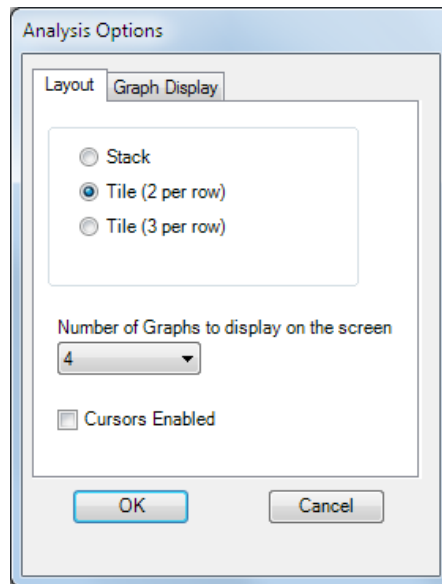 Analysis Options
Layout Graph Display
Stack
Tile (2 per row)
Tile (3 per row)
Number of Graphs to display on the screen
4
Cursors Enabled
OK Cancel